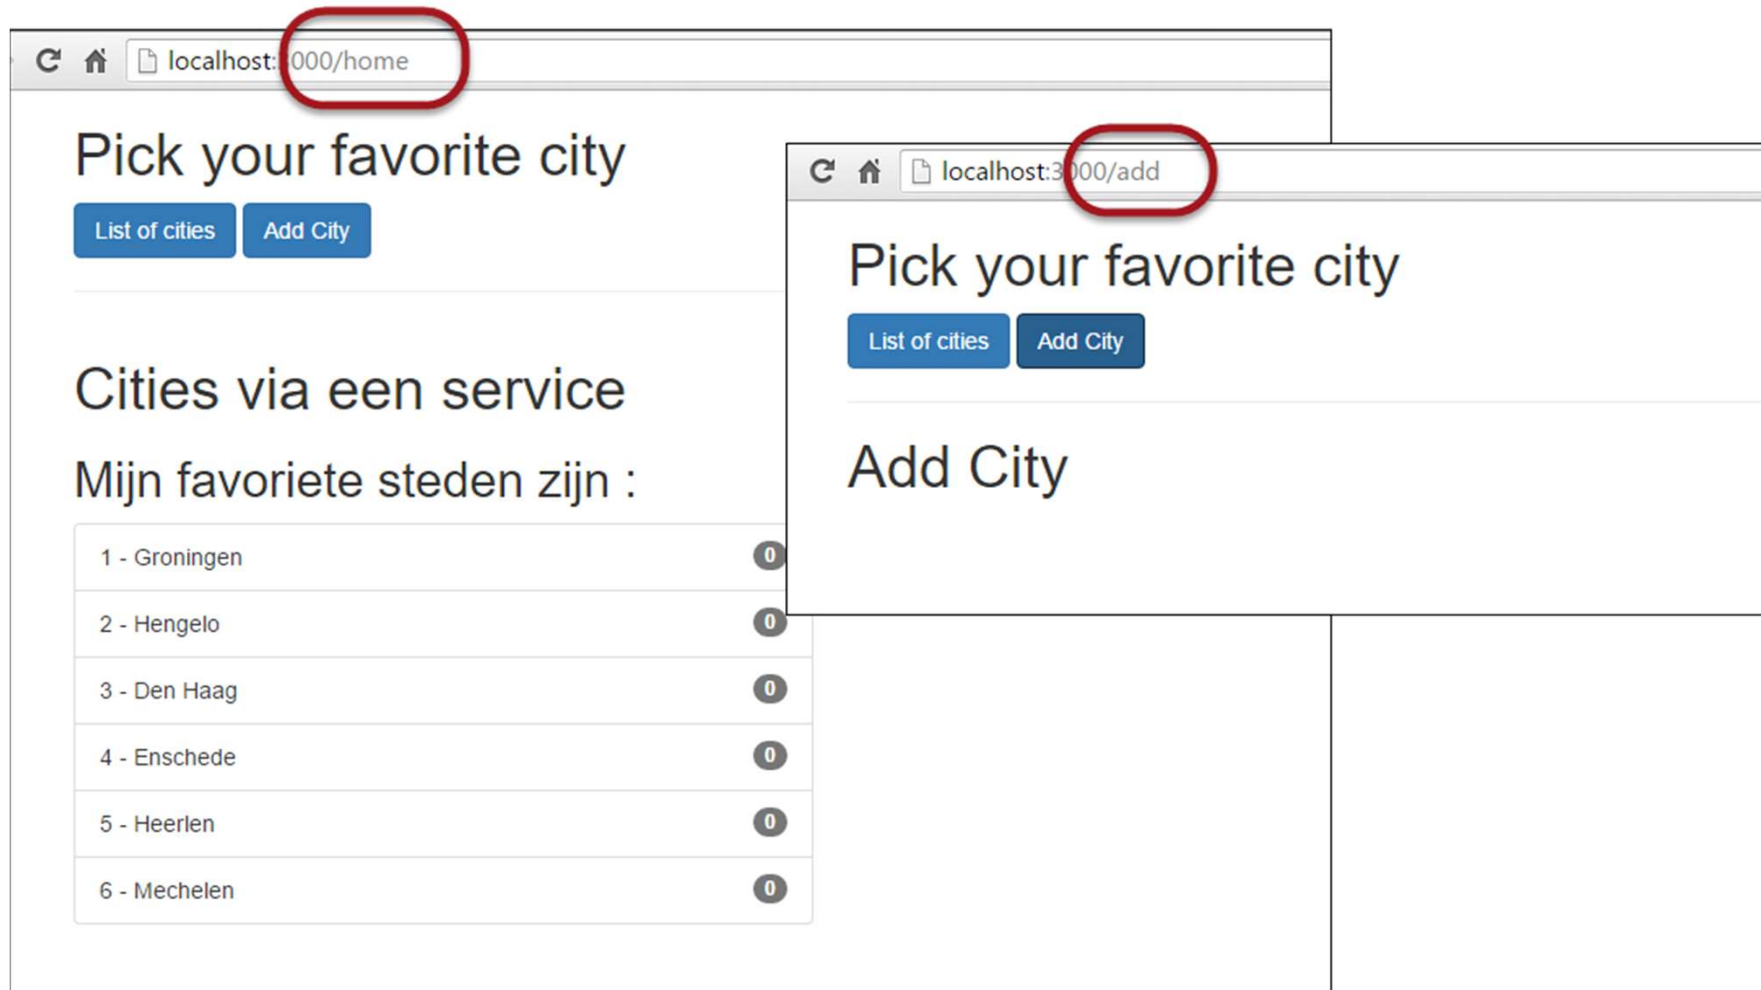 localhost:3000/home
Pick your favorite city
List of cities Add City
Cities via een service
Mijn favoriete steden zijn :
1 - Groningen 0
2 - Hengelo 0
3 - Den Haag 0
4 - Enschede 0
5 - Heerlen 0
6 - Mechelen 0
localhost:3000/add
Pick your favorite city
List of cities Add City
Add City